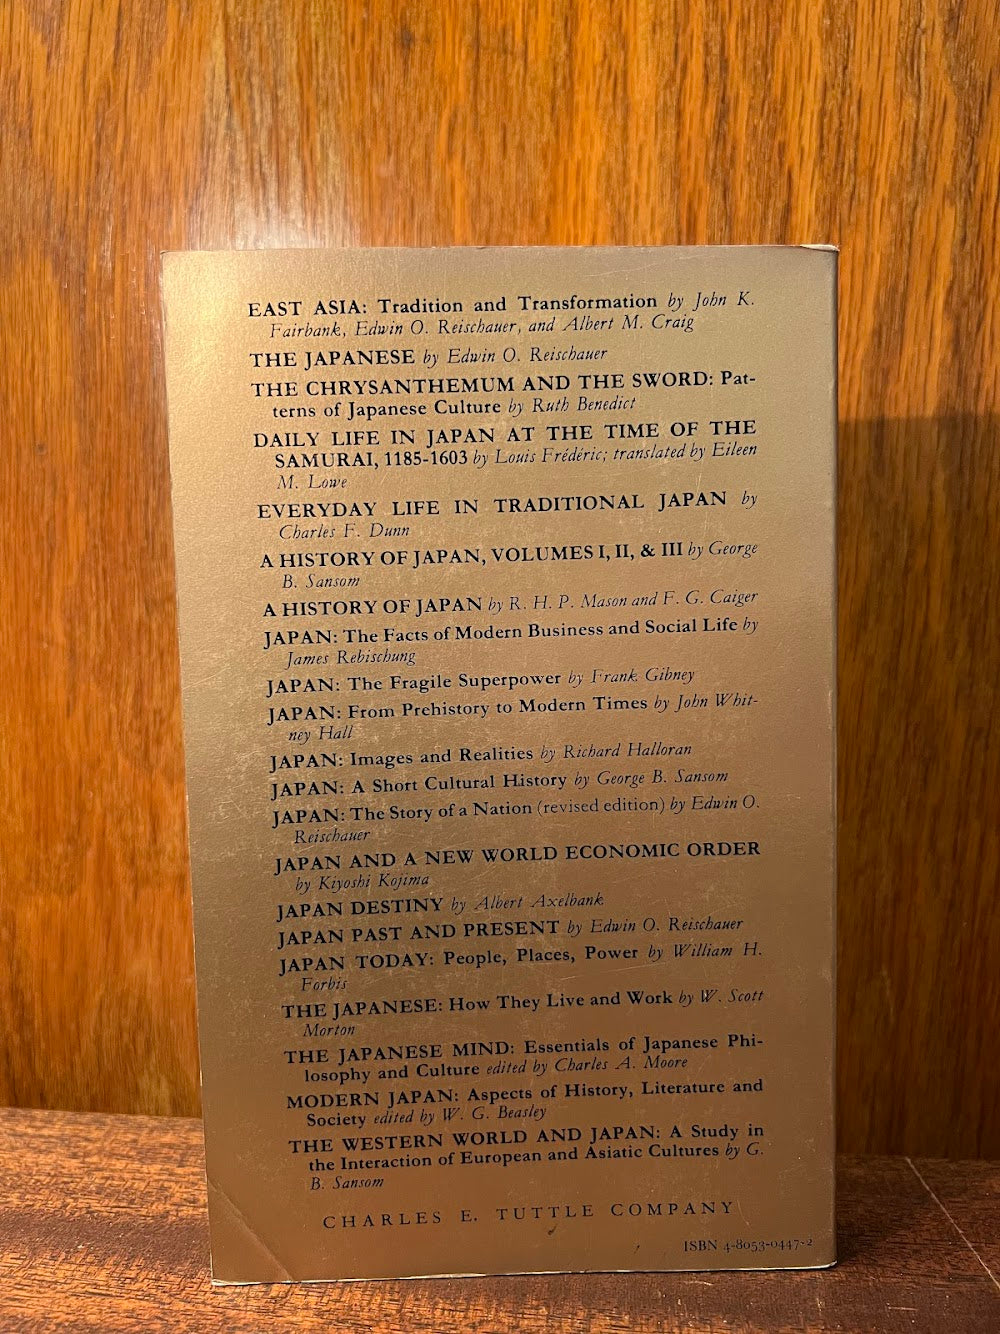 EAST ASIA: Tradition and Transformation by John K.
Fairbank, Edwin O. Reischauer, and Albert M. Craig
THE JAPANESE by Edwin O. Reischauer
THE CHRYSANTHEMUM AND THE SWORD: Pat-
terns of Japanese Culture by Ruth Benedict
DAILY LIFE IN JAPAN AT THE TIME OF THE
SAMURAI, 1185-1603 by Louis Frédéric; translated by Eileen
M. Lowe
EVERYDAY LIFE IN TRADITIONAL JAPAN by
Charles F. Dunn
A HISTORY OF JAPAN, VOLUMES I, II, & III by George
B. Sansom
A HISTORY OF JAPAN by R. H. P. Mason and F. G. Caiger
JAPAN: The Facts of Modern Business and Social Life by
James Rebischung
JAPAN: The Fragile Superpower by Frank Gibney
JAPAN: From Prehistory to Modern Times by John Whit-
ney Hall
JAPAN: Images and Realities by Richard Halloran
JAPAN: A Short Cultural History by George B. Sansom
JAPAN: The Story of a Nation (revised edition) by Edwin O.
Reischauer
JAPAN AND A NEW WORLD ECONOMIC ORDER
by Kiyoshi Kojima
JAPAN DESTINY by Albert Axelbank
JAPAN PAST AND PRESENT by Edwin O. Reischauer
JAPAN TODAY: People, Places, Power by William H.
Forbis
THE JAPANESE: How They Live and Work by W. Scott
Morton
THE JAPANESE MIND: Essentials of Japanese Phi-
losophy and Culture edited by Charles A. Moore
MODERN JAPAN: Aspects of History, Literature and
Society edited by W. G. Beasley
THE WESTERN WORLD AND JAPAN: A Study in
the Interaction of European and Asiatic Cultures by G.
B. Sansom
CHARLES E. TUTTLE COMPANY
ISBN 4-8053-0447-2